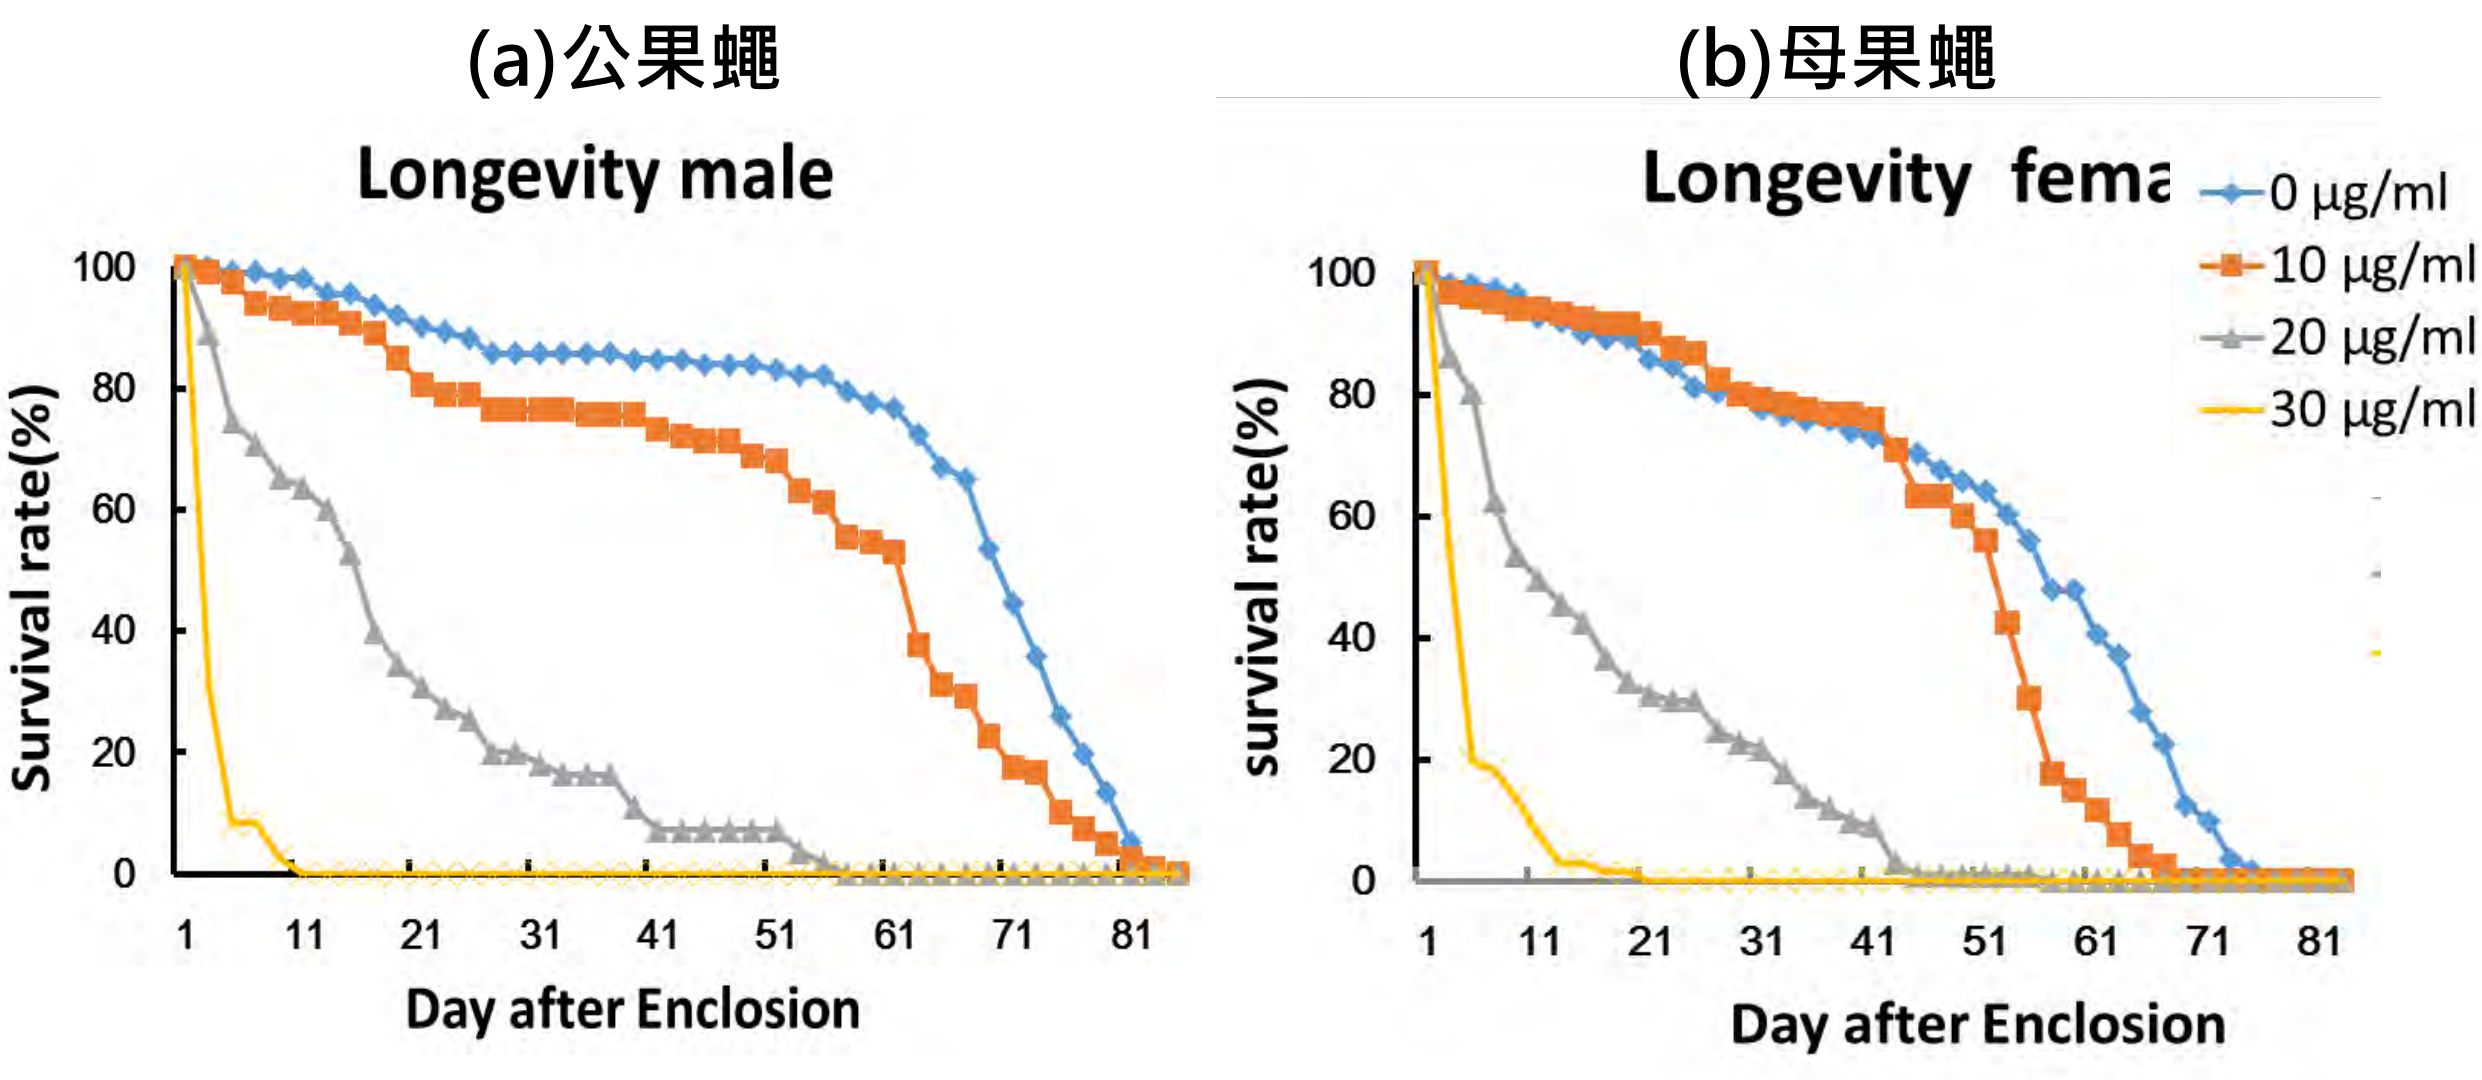 (a)公果蠅
Longevity male
Survival rate(%)
100
80
60
40
20
0
1 11 21 31 41 51 61 71 81
Day after Enclosion
(b)母果蠅
Longevity fema
survival rate(%)
100
80
60
40
20
0
1 11 21 31 41 51 61 71 81
Day after Enclosion
0 µg/ml
10 µg/ml
20 µg/ml
30 µg/ml